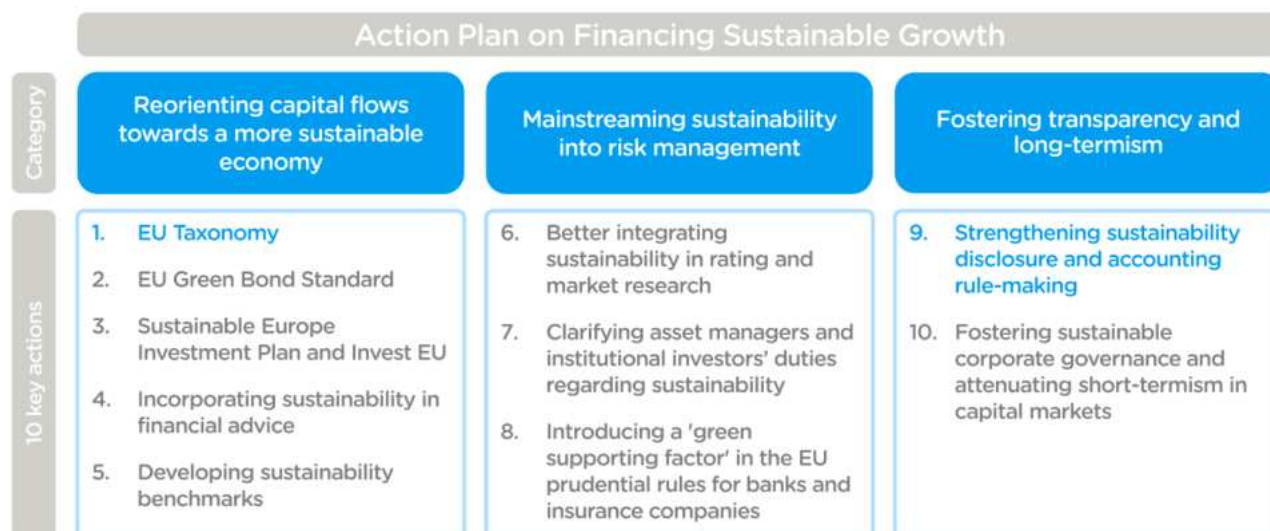 Action Plan on Financing Sustainable Growth
Category
Reorienting capital flows
towards a more sustainable
economy
Mainstreaming sustainability
into risk management
Fostering transparency and
long-termism
10 key actions
1. EU Taxonomy
2. EU Green Bond Standard
3. Sustainable Europe
Investment Plan and Invest EU
4. Incorporating sustainability in
financial advice
5. Developing sustainability
benchmarks
6. Better integrating
sustainability in rating and
market research
7. Clarifying asset managers and
institutional investors' duties
regarding sustainability
8. Introducing a 'green
supporting factor' in the EU
prudential rules for banks and
insurance companies
9. Strengthening sustainability
disclosure and accounting
rule-making
10. Fostering sustainable
corporate governance and
attenuating short-termism in
capital markets